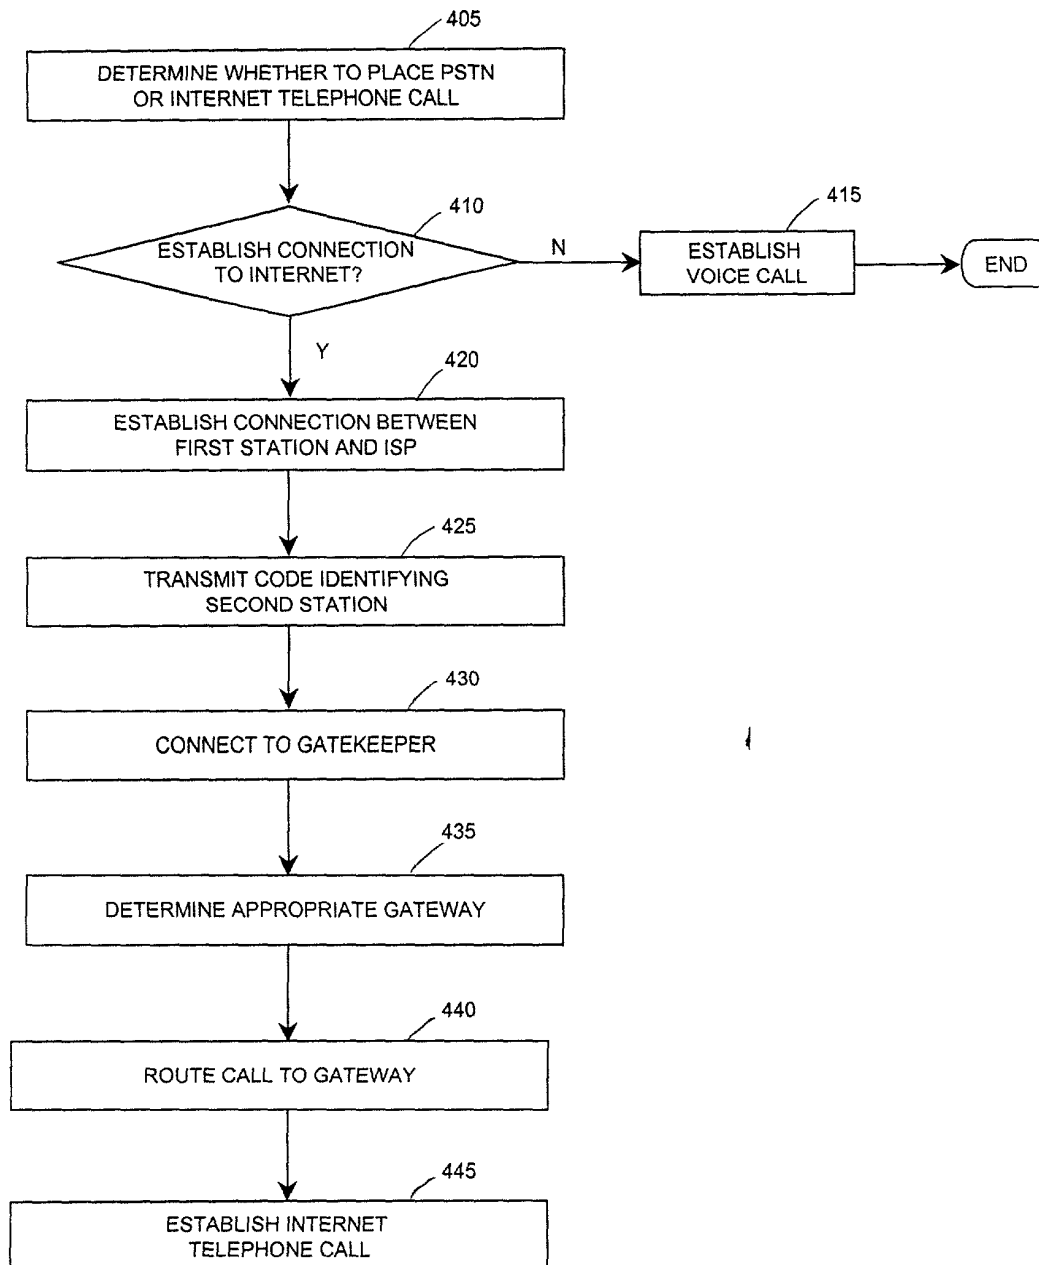 405
DETERMINE WHETHER TO PLACE PSTN
OR INTERNET TELEPHONE CALL
410
ESTABLISH CONNECTION
TO INTERNET?
N
415
ESTABLISH
VOICE CALL
END
Y
420
ESTABLISH CONNECTION BETWEEN
FIRST STATION AND ISP
425
TRANSMIT CODE IDENTIFYING
SECOND STATION
430
CONNECT TO GATEKEEPER
435
DETERMINE APPROPRIATE GATEWAY
440
ROUTE CALL TO GATEWAY
445
ESTABLISH INTERNET
TELEPHONE CALL